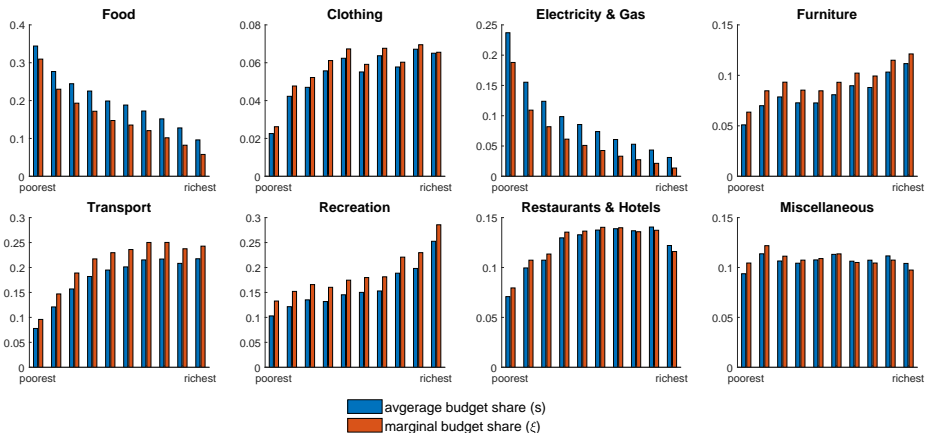 Food
0.4
0.3
0.2
0.1
0
poorest richest
Clothing
0.08
0.06
0.04
0.02
0
poorest richest
Electricity & Gas
0.25
0.2
0.15
0.1
0.05
0
poorest richest
Furniture
0.15
0.1
0.05
0
poorest richest
Transport
0.3
0.25
0.2
0.15
0.1
0.05
0
poorest richest
Recreation
0.3
0.25
0.2
0.15
0.1
0.05
0
poorest richest
Restaurants & Hotels
0.15
0.1
0.05
0
poorest richest
Miscellaneous
0.15
0.1
0.05
0
poorest richest
avgerage budget share (s)
marginal budget share (ξ)